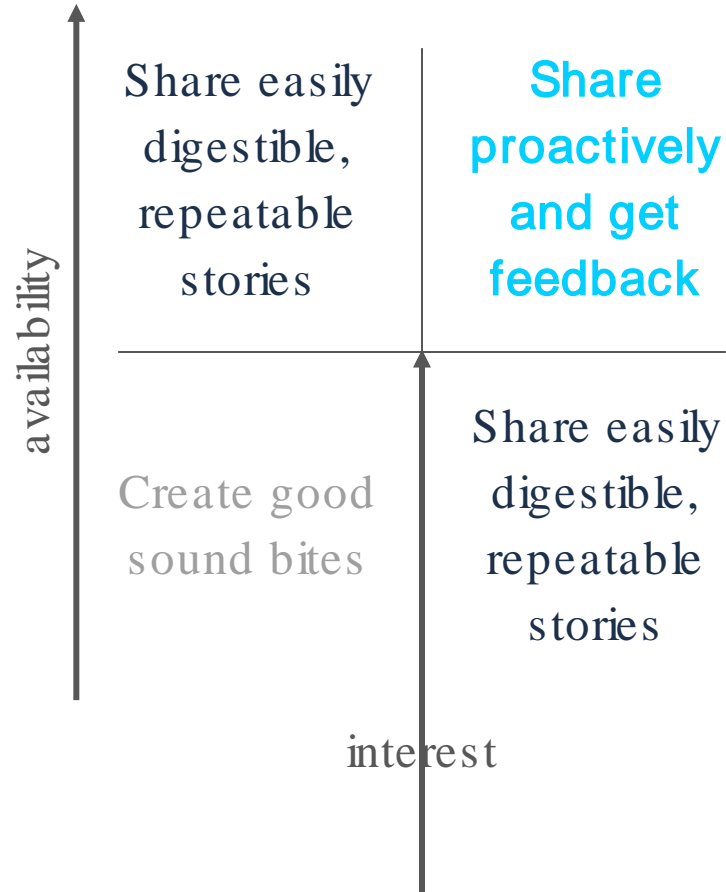 Share easily
digestible,
repeatable
stories
Share
proactively
and get
feedback
availability
Create good
sound bites
Share easily
digestible,
repeatable
stories
interest